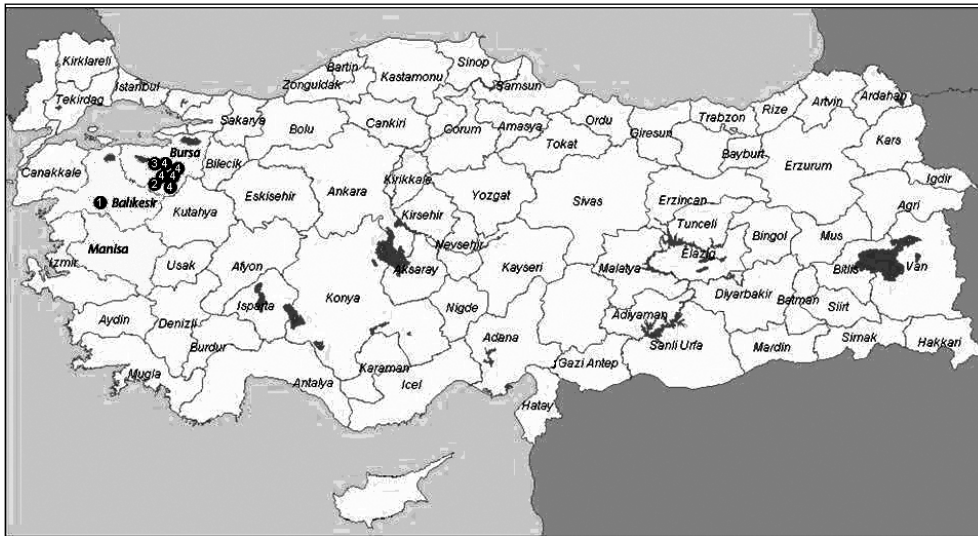 Kirklareli
Tekirdag
Istanbul
Sakarya
Zonguldak
Bartin
Kastamonu
Sinop
Samsun
Bolu
Cankiri
Corum
Amasya
Tokat
Ordu
Giresun
Trabzon
Rize
Artvin
Ardahan
Kars
Bayburt
Erzurum
Igdir
Agri
Canakkale
Bursa
Bilecik
3 4 4
4 4
2 4
1 Balikesir
Kutahya
Eskisehir
Ankara
Kirikkale
Kirsehir
Yozgat
Sivas
Erzincan
Tunceli
Bingol
Mus
Manisa
Izmir
Usak
Afyon
Nevsehir
Aksaray
Kayseri
Malatya
Elazig
Bitlis
Van
Konya
Isparta
Nigde
Adiyaman
Diyarbakir
Batman
Siirt
Aydin
Denizli
Burdur
Adana
Sanli Urfa
Mardin
Sirnak
Hakkari
Mugla
Antalya
Karaman
Icel
Gazi Antep
Hatay